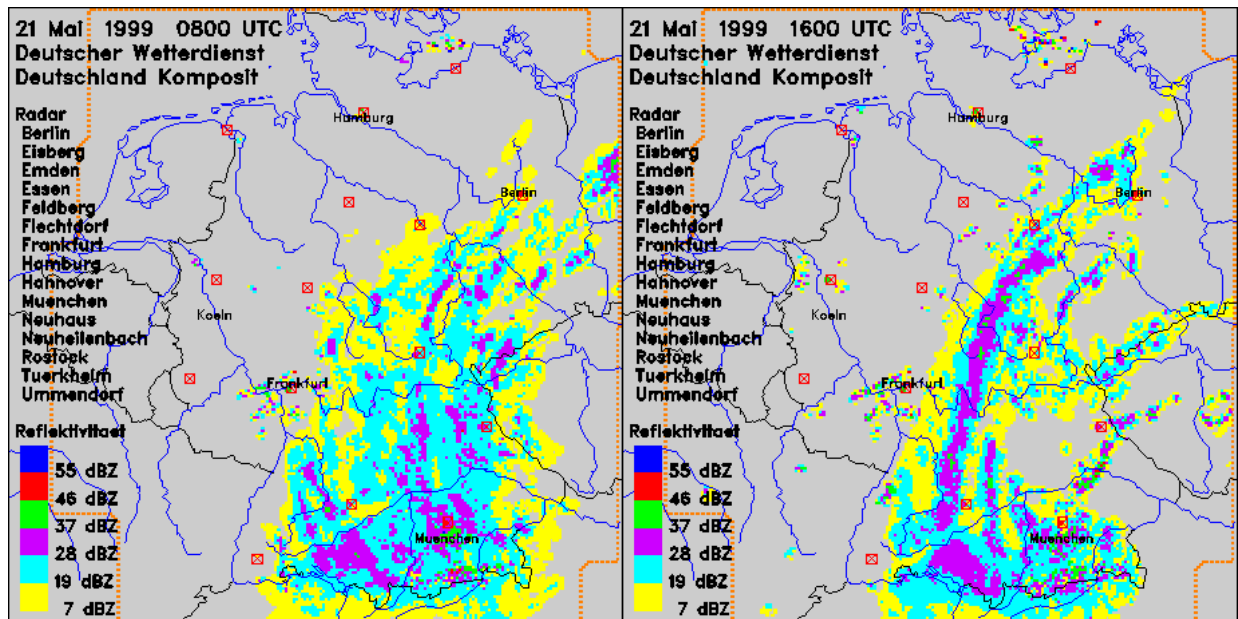 21 Mai 1999 0800 UTC
Deutscher Wetterdienst
Deutschland Komposit
Radar
Berlin
Eisberg
Emden
Essen
Feldberg
Flechtdorf
Frankfurt
Hamburg
Hannover
Muenchen
Neuhaus
Neuheilenbach
Rostock
Tuerkheim
Ummendorf
Reflektivitaet
55 dBZ
46 dBZ
37 dBZ
28 dBZ
19 dBZ
7 dBZ
Hamburg
Berlin
Koeln
Frankfurt
Muenchen
21 Mai 1999 1600 UTC
Deutscher Wetterdienst
Deutschland Komposit
Radar
Berlin
Eisberg
Emden
Essen
Feldberg
Flechtdorf
Frankfurt
Hamburg
Hannover
Muenchen
Neuhaus
Neuheilenbach
Rostock
Tuerkheim
Ummendorf
Reflektivitaet
55 dBZ
46 dBZ
37 dBZ
28 dBZ
19 dBZ
7 dBZ
Hamburg
Berlin
Koeln
Frankfurt
Muenchen